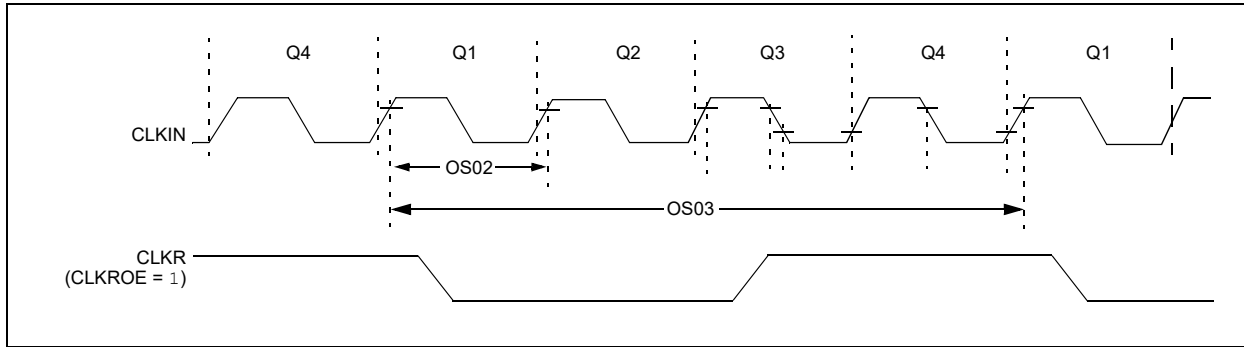 Q4 Q1 Q2 Q3 Q4 Q1
CLKIN
OS02
OS03
CLKR
(CLKROE = 1)